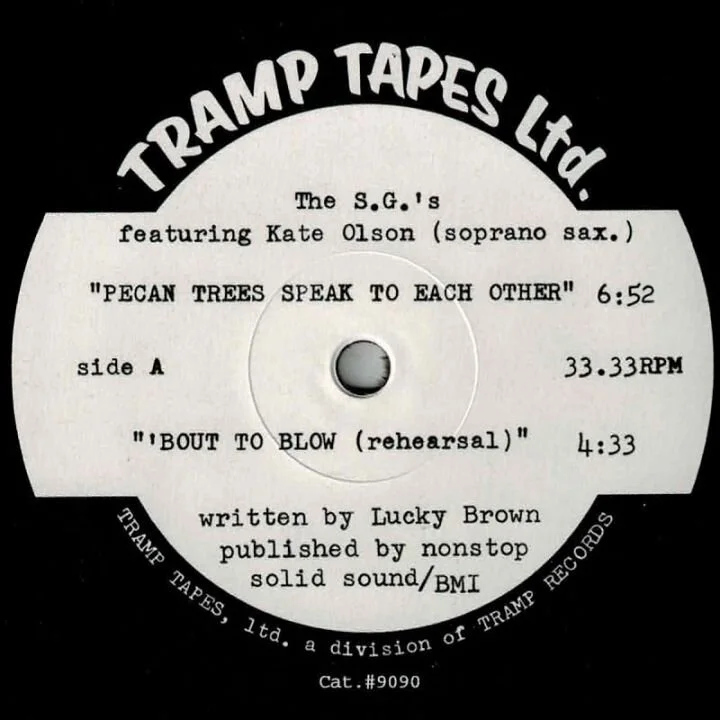 TRAMP TAPES Ltd.
The S.G.'s
featuring Kate Olson (soprano sax.)
"PECAN TREES SPEAK TO EACH OTHER" 6:52
side A 33.33RPM
"'BOUT TO BLOW (rehearsal)" 4:33
written by Lucky Brown
published by nonstop
solid sound/BMI
TRAMP TAPES, ltd. a division of TRAMP RECORDS
Cat.#9090